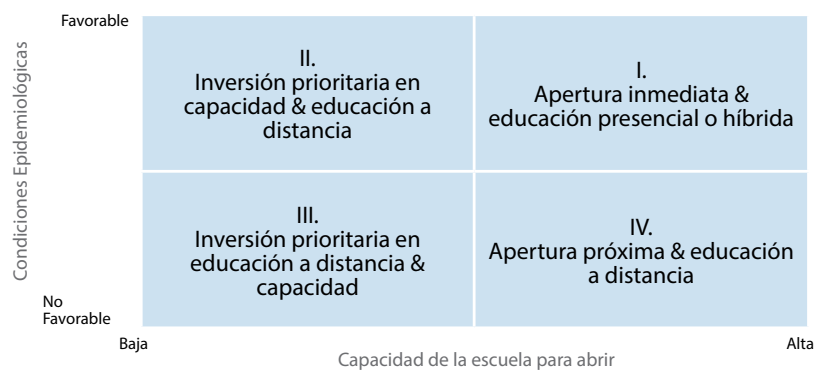 Favorable
Condiciones Epidemiológicas
II.
Inversión prioritaria en
capacidad & educación a
distancia
I.
Apertura inmediata &
educación presencial o híbrida
III.
Inversión prioritaria en
educación a distancia &
capacidad
IV.
Apertura próxima & educación
a distancia
No
Favorable
Baja
Alta
Capacidad de la escuela para abrir